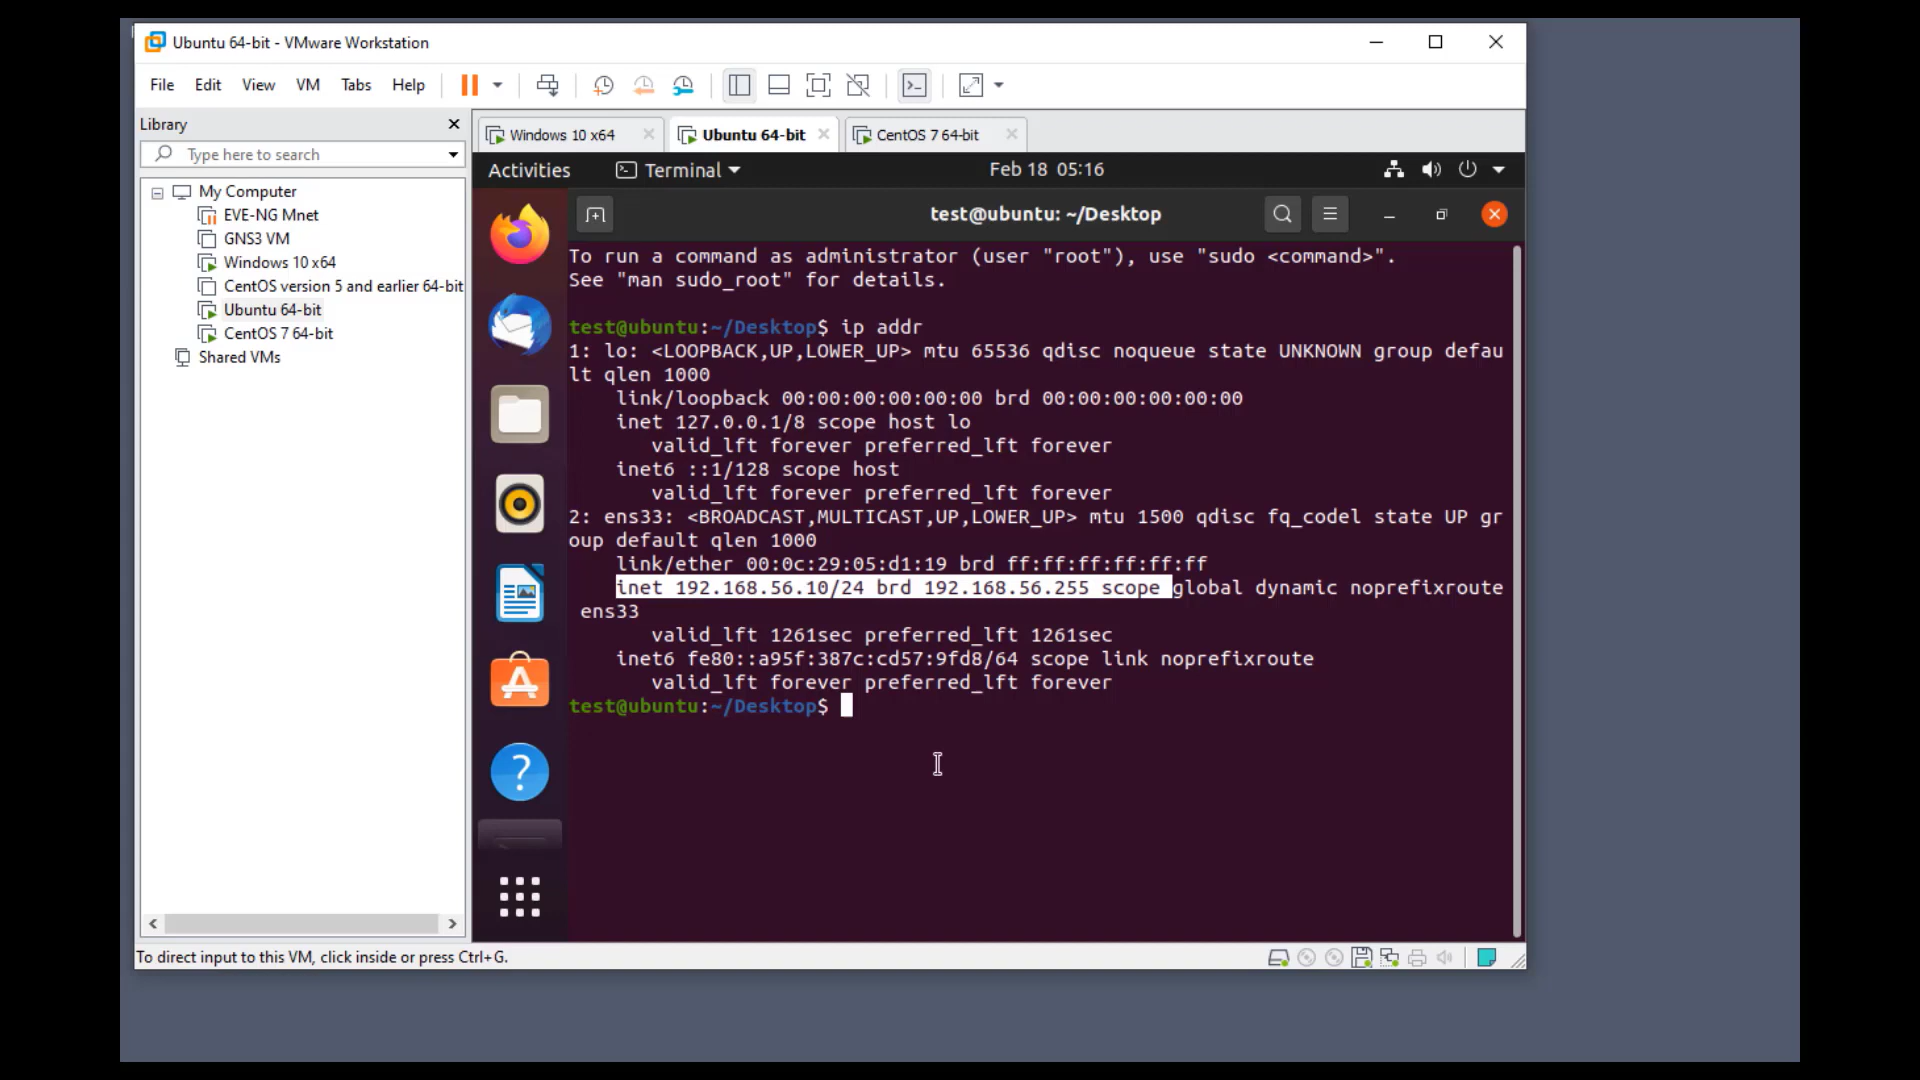 Ubuntu 64-bit - VMware Workstation
File Edit View VM Tabs Help
Library
Type here to search
My Computer
EVE-NG Mnet
GNS3 VM
Windows 10 x64
CentOS version 5 and earlier 64-bit
Ubuntu 64-bit
CentOS 7 64-bit
Shared VMs
Windows 10 x64 Ubuntu 64-bit CentOS 7 64-bit
Activities Terminal Feb 18 05:16
test@ubuntu: ~/Desktop
To run a command as administrator (user "root"), use "sudo <command>".
See "man sudo_root" for details.
test@ubuntu:~/Desktop$ ip addr
1: lo: <LOOPBACK,UP,LOWER_UP> mtu 65536 qdisc noqueue state UNKNOWN group defau
lt qlen 1000
link/loopback 00:00:00:00:00:00 brd 00:00:00:00:00:00
inet 127.0.0.1/8 scope host lo
valid_lft forever preferred_lft forever
inet6 ::1/128 scope host
valid_lft forever preferred_lft forever
2: ens33: <BROADCAST,MULTICAST,UP,LOWER_UP> mtu 1500 qdisc fq_codel state UP gr
oup default qlen 1000
link/ether 00:0c:29:05:d1:19 brd ff:ff:ff:ff:ff:ff
inet 192.168.56.10/24 brd 192.168.56.255 scope global dynamic noprefixroute
ens33
valid_lft 1261sec preferred_lft 1261sec
inet6 fe80::a95f:387c:cd57:9fd8/64 scope link noprefixroute
valid_lft forever preferred_lft forever
test@ubuntu:~/Desktop$
To direct input to this VM, click inside or press Ctrl+G.